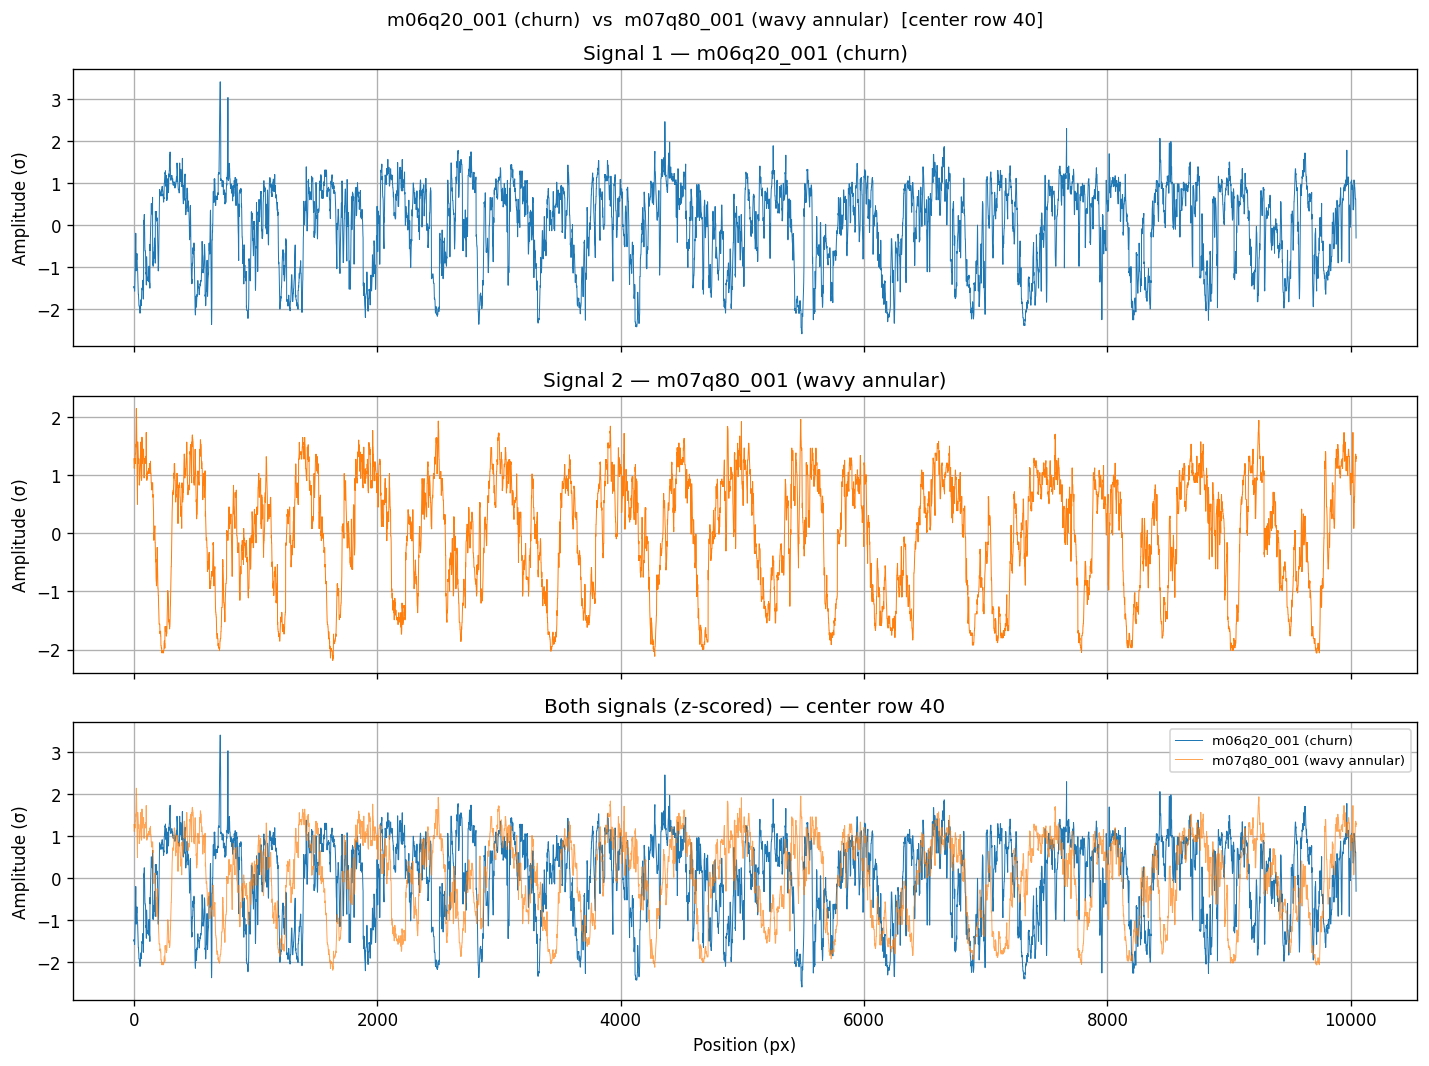 m06q20_001 (churn)  vs  m07q80_001 (wavy annular)  [center row 40]
Signal 1 — m06q20_001 (churn)
Amplitude (σ)
3
2
1
0
−1
−2
Signal 2 — m07q80_001 (wavy annular)
Amplitude (σ)
2
1
0
−1
−2
Both signals (z-scored) — center row 40
Amplitude (σ)
3
2
1
0
−1
−2
m06q20_001 (churn)
m07q80_001 (wavy annular)
0 2000 4000 6000 8000 10000
Position (px)